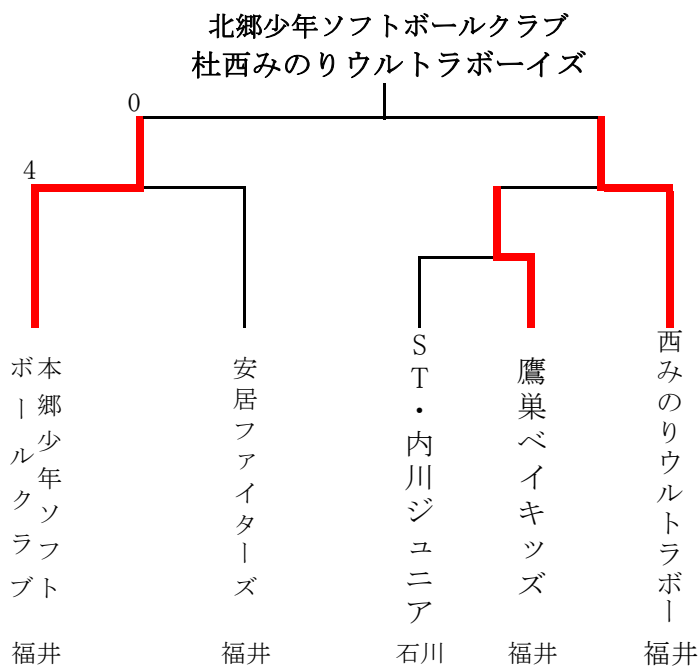 北郷少年ソフトボールクラブ
杜西みのりウルトラボーイズ
0
4
本郷少年ソフト
ボールクラブ
安居ファイターズ
ST・内川ジュニア
鷹巣ベイキッズ
西みのりウルトラボー
福井
福井
石川
福井
福井